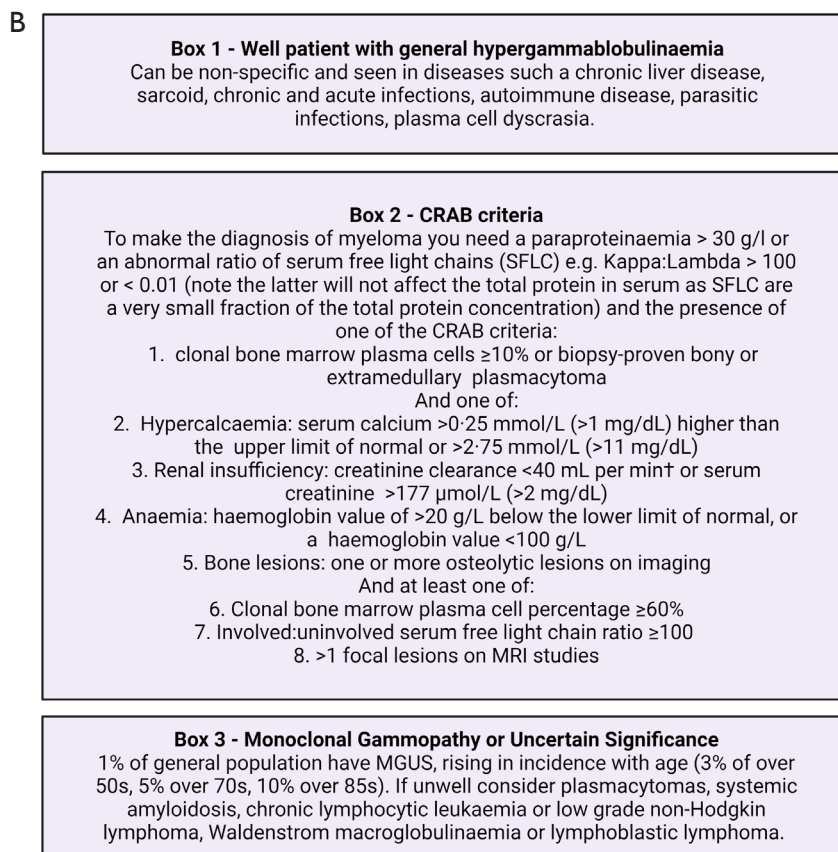 B
Box 1 - Well patient with general hypergammablobulinaemia
Can be non-specific and seen in diseases such a chronic liver disease,
sarcoid, chronic and acute infections, autoimmune disease, parasitic
infections, plasma cell dyscrasia.
Box 2 - CRAB criteria
To make the diagnosis of myeloma you need a paraproteinaemia > 30 g/l or
an abnormal ratio of serum free light chains (SFLC) e.g. Kappa:Lambda > 100
or < 0.01 (note the latter will not affect the total protein in serum as SFLC are
a very small fraction of the total protein concentration) and the presence of
one of the CRAB criteria:
1. clonal bone marrow plasma cells ≥10% or biopsy-proven bony or
extramedullary plasmacytoma
And one of:
2. Hypercalcaemia: serum calcium >0·25 mmol/L (>1 mg/dL) higher than
the upper limit of normal or >2·75 mmol/L (>11 mg/dL)
3. Renal insufficiency: creatinine clearance <40 mL per min† or serum
creatinine >177 µmol/L (>2 mg/dL)
4. Anaemia: haemoglobin value of >20 g/L below the lower limit of normal, or
a haemoglobin value <100 g/L
5. Bone lesions: one or more osteolytic lesions on imaging
And at least one of:
6. Clonal bone marrow plasma cell percentage ≥60%
7. Involved:uninvolved serum free light chain ratio ≥100
8. >1 focal lesions on MRI studies
Box 3 - Monoclonal Gammopathy or Uncertain Significance
1% of general population have MGUS, rising in incidence with age (3% of over
50s, 5% over 70s, 10% over 85s). If unwell consider plasmacytomas, systemic
amyloidosis, chronic lymphocytic leukaemia or low grade non-Hodgkin
lymphoma, Waldenstrom macroglobulinaemia or lymphoblastic lymphoma.